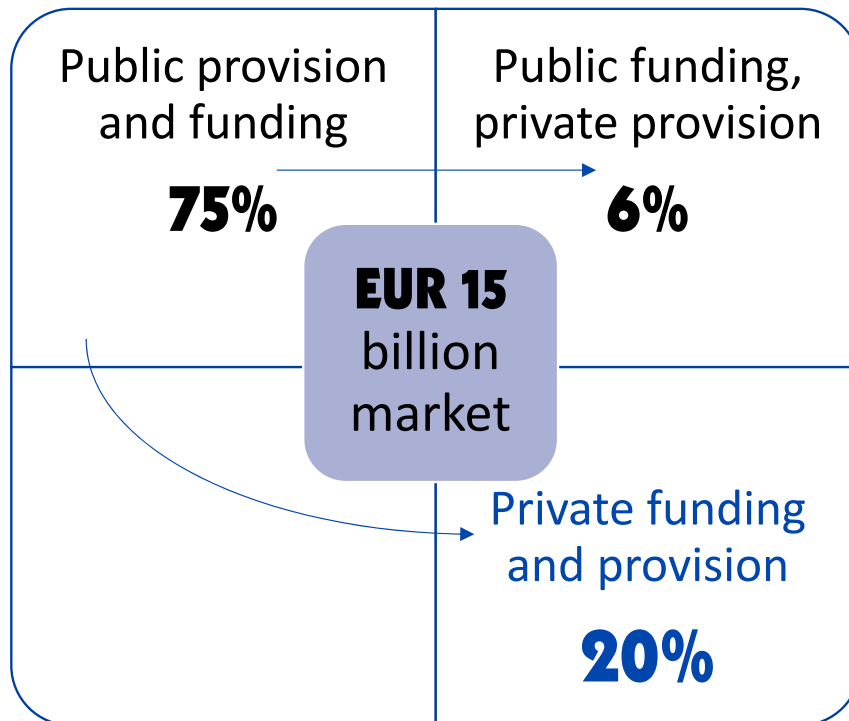 Public provision
and funding
75%
Public funding,
private provision
6%
EUR 15
billion
market
Private funding
and provision
20%